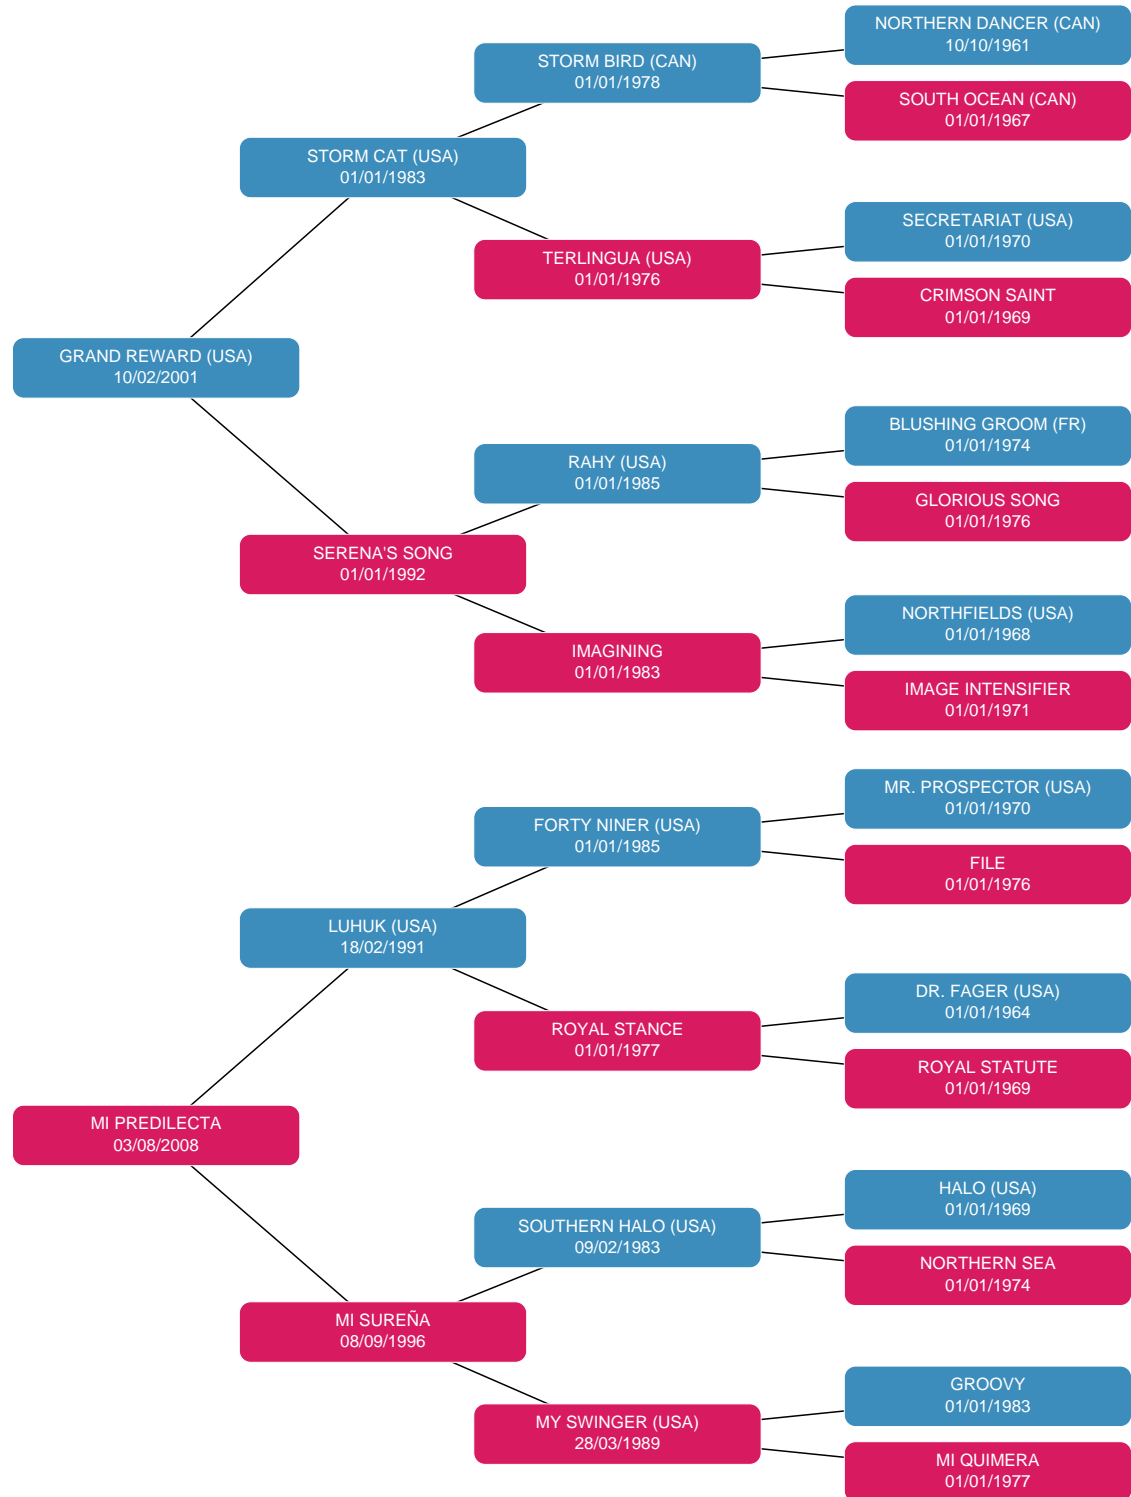 NORTHERN DANCER (CAN)
10/10/1961
STORM BIRD (CAN)
01/01/1978
SOUTH OCEAN (CAN)
01/01/1967
STORM CAT (USA)
01/01/1983
SECRETARIAT (USA)
01/01/1970
TERLINGUA (USA)
01/01/1976
CRIMSON SAINT
01/01/1969
GRAND REWARD (USA)
10/02/2001
BLUSHING GROOM (FR)
01/01/1974
RAHY (USA)
01/01/1985
GLORIOUS SONG
01/01/1976
SERENA'S SONG
01/01/1992
NORTHFIELDS (USA)
01/01/1968
IMAGINING
01/01/1983
IMAGE INTENSIFIER
01/01/1971
MR. PROSPECTOR (USA)
01/01/1970
FORTY NINER (USA)
01/01/1985
FILE
01/01/1976
LUHUK (USA)
18/02/1991
DR. FAGER (USA)
01/01/1964
ROYAL STANCE
01/01/1977
ROYAL STATUTE
01/01/1969
MI PREDILECTA
03/08/2008
HALO (USA)
01/01/1969
SOUTHERN HALO (USA)
09/02/1983
NORTHERN SEA
01/01/1974
MI SUREÑA
08/09/1996
GROOVY
01/01/1983
MY SWINGER (USA)
28/03/1989
MI QUIMERA
01/01/1977